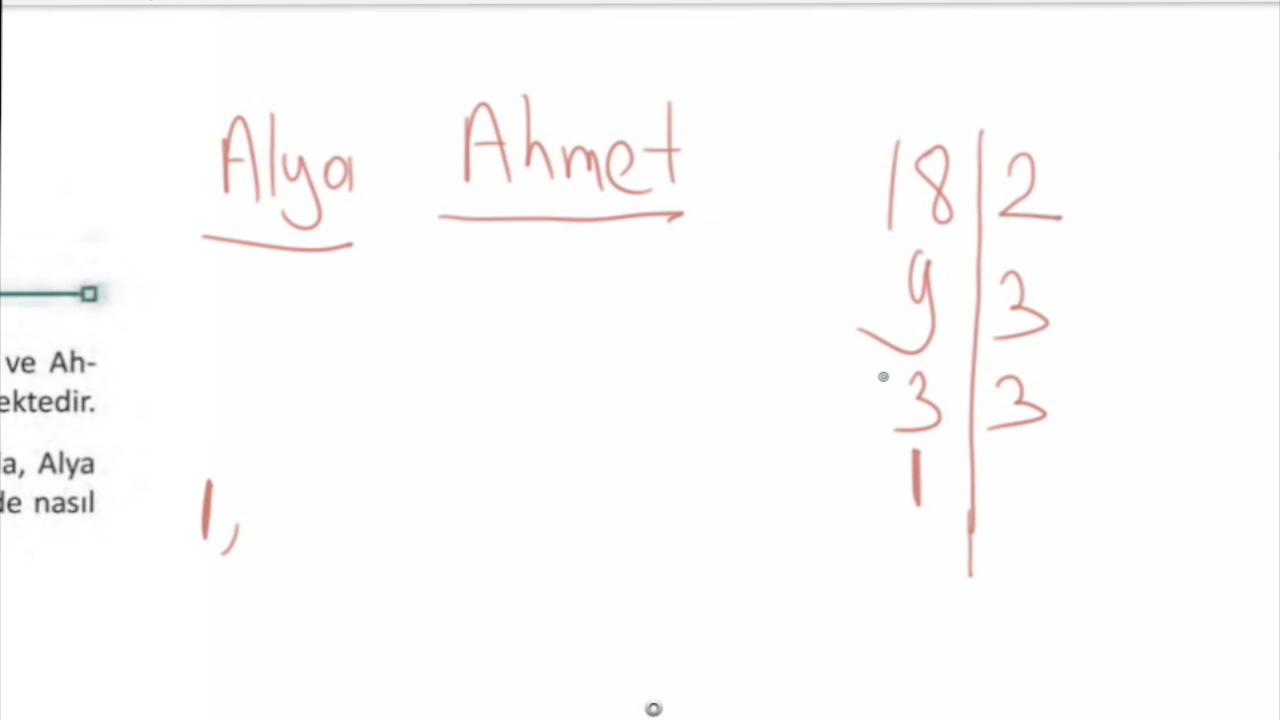 Alya Ahmet
18 | 2
9 | 3
3 | 3
1 |
ve Ah-
ektedir.
a, Alya
de nasıl
1,